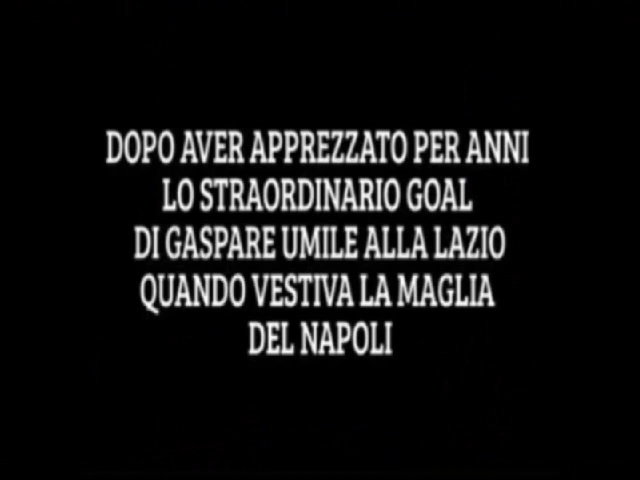 DOPO AVER APPREZZATO PER ANNI
LO STRAORDINARIO GOAL
DI GASPARE UMILE ALLA LAZIO
QUANDO VESTIVA LA MAGLIA
DEL NAPOLI